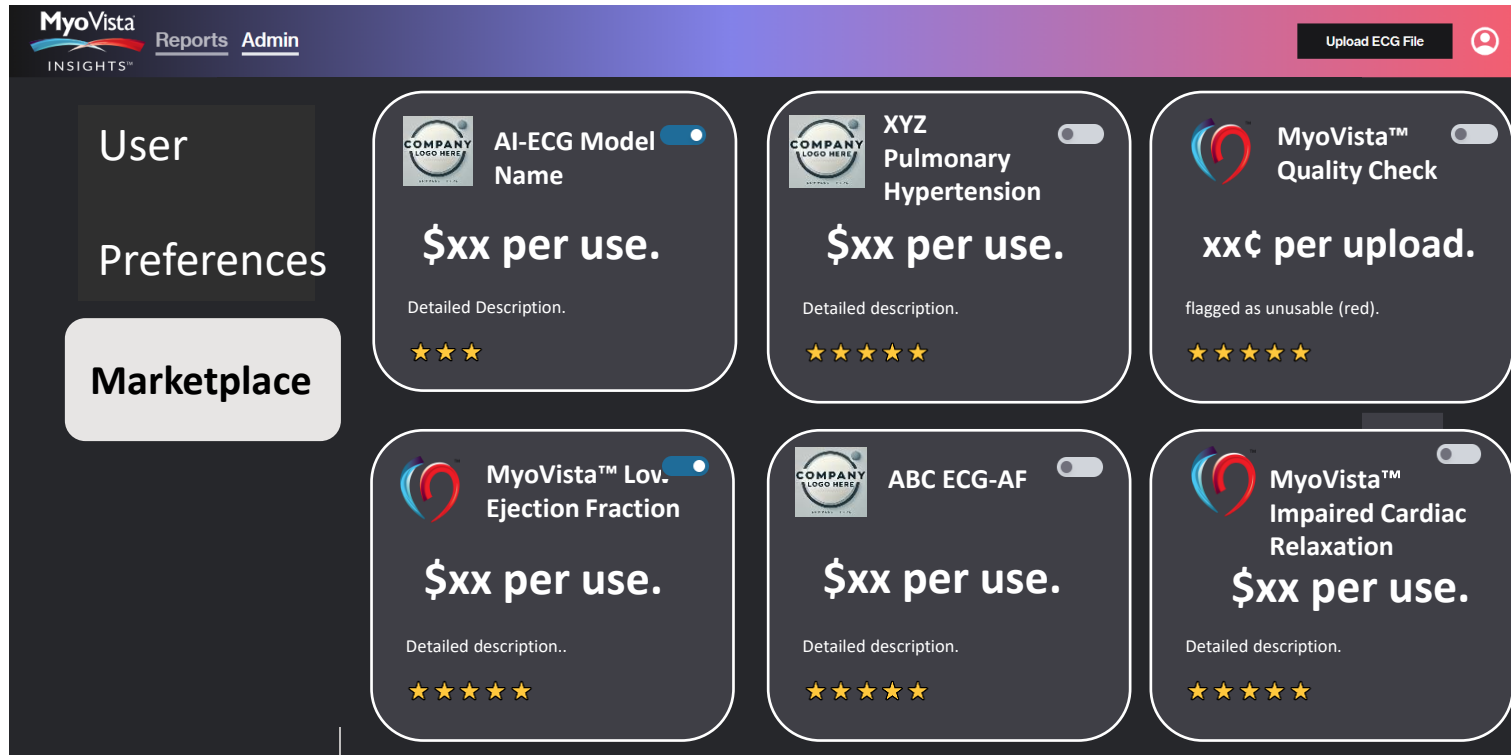 MyoVista
INSIGHTS™
Reports Admin
Upload ECG File
User
Preferences
Marketplace
COMPANY
LOGO HERE
AI-ECG Model
Name
$xx per use.
Detailed Description.
COMPANY
LOGO HERE
XYZ
Pulmonary
Hypertension
$xx per use.
Detailed description.
MyoVista™
Quality Check
xx¢ per upload.
flagged as unusable (red).
MyoVista™ Low
Ejection Fraction
$xx per use.
Detailed description..
COMPANY
LOGO HERE
ABC ECG-AF
$xx per use.
Detailed description.
MyoVista™
Impaired Cardiac
Relaxation
$xx per use.
Detailed description.